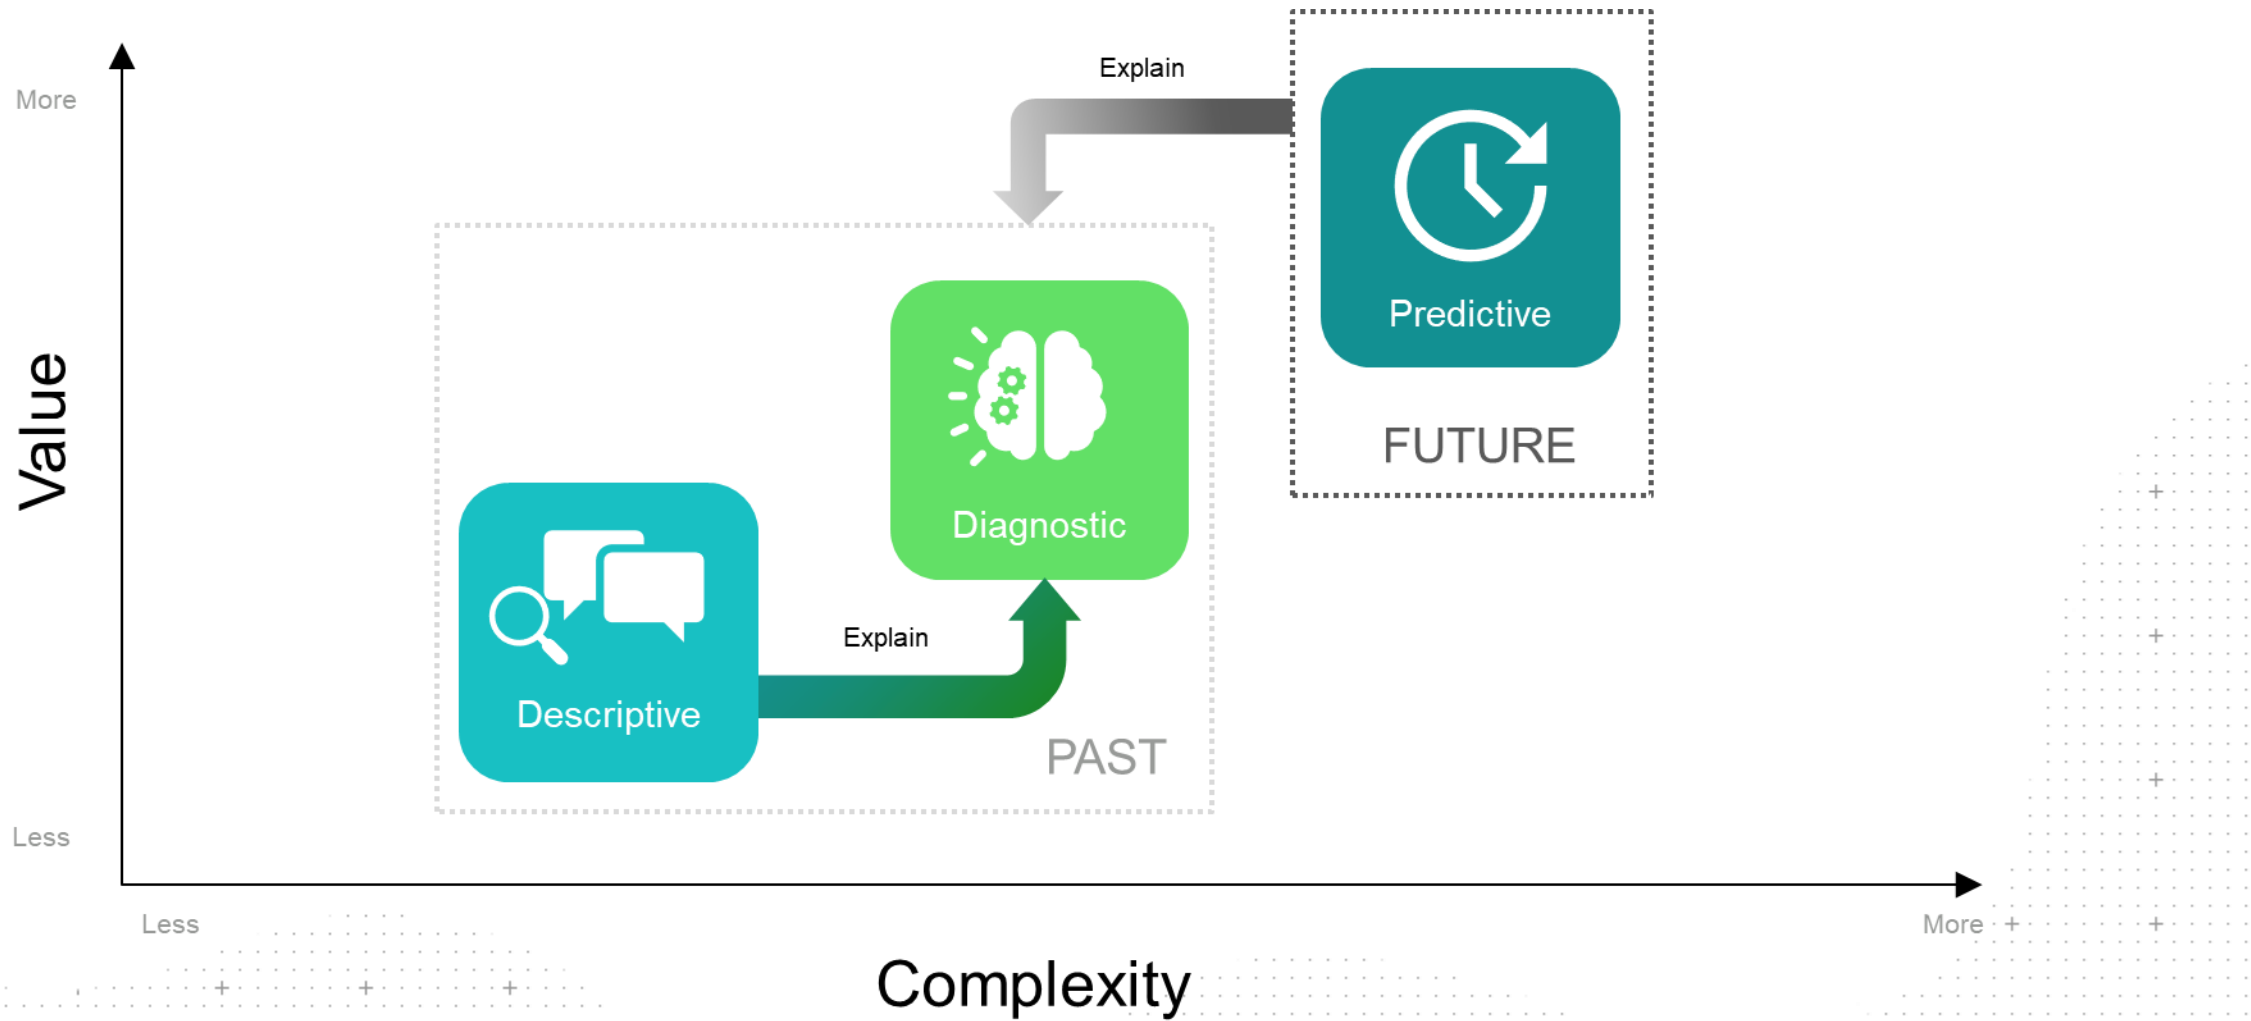 Explain
More
Predictive
FUTURE
Value
Diagnostic
Explain
Descriptive
PAST
Less
Less
More
Complexity